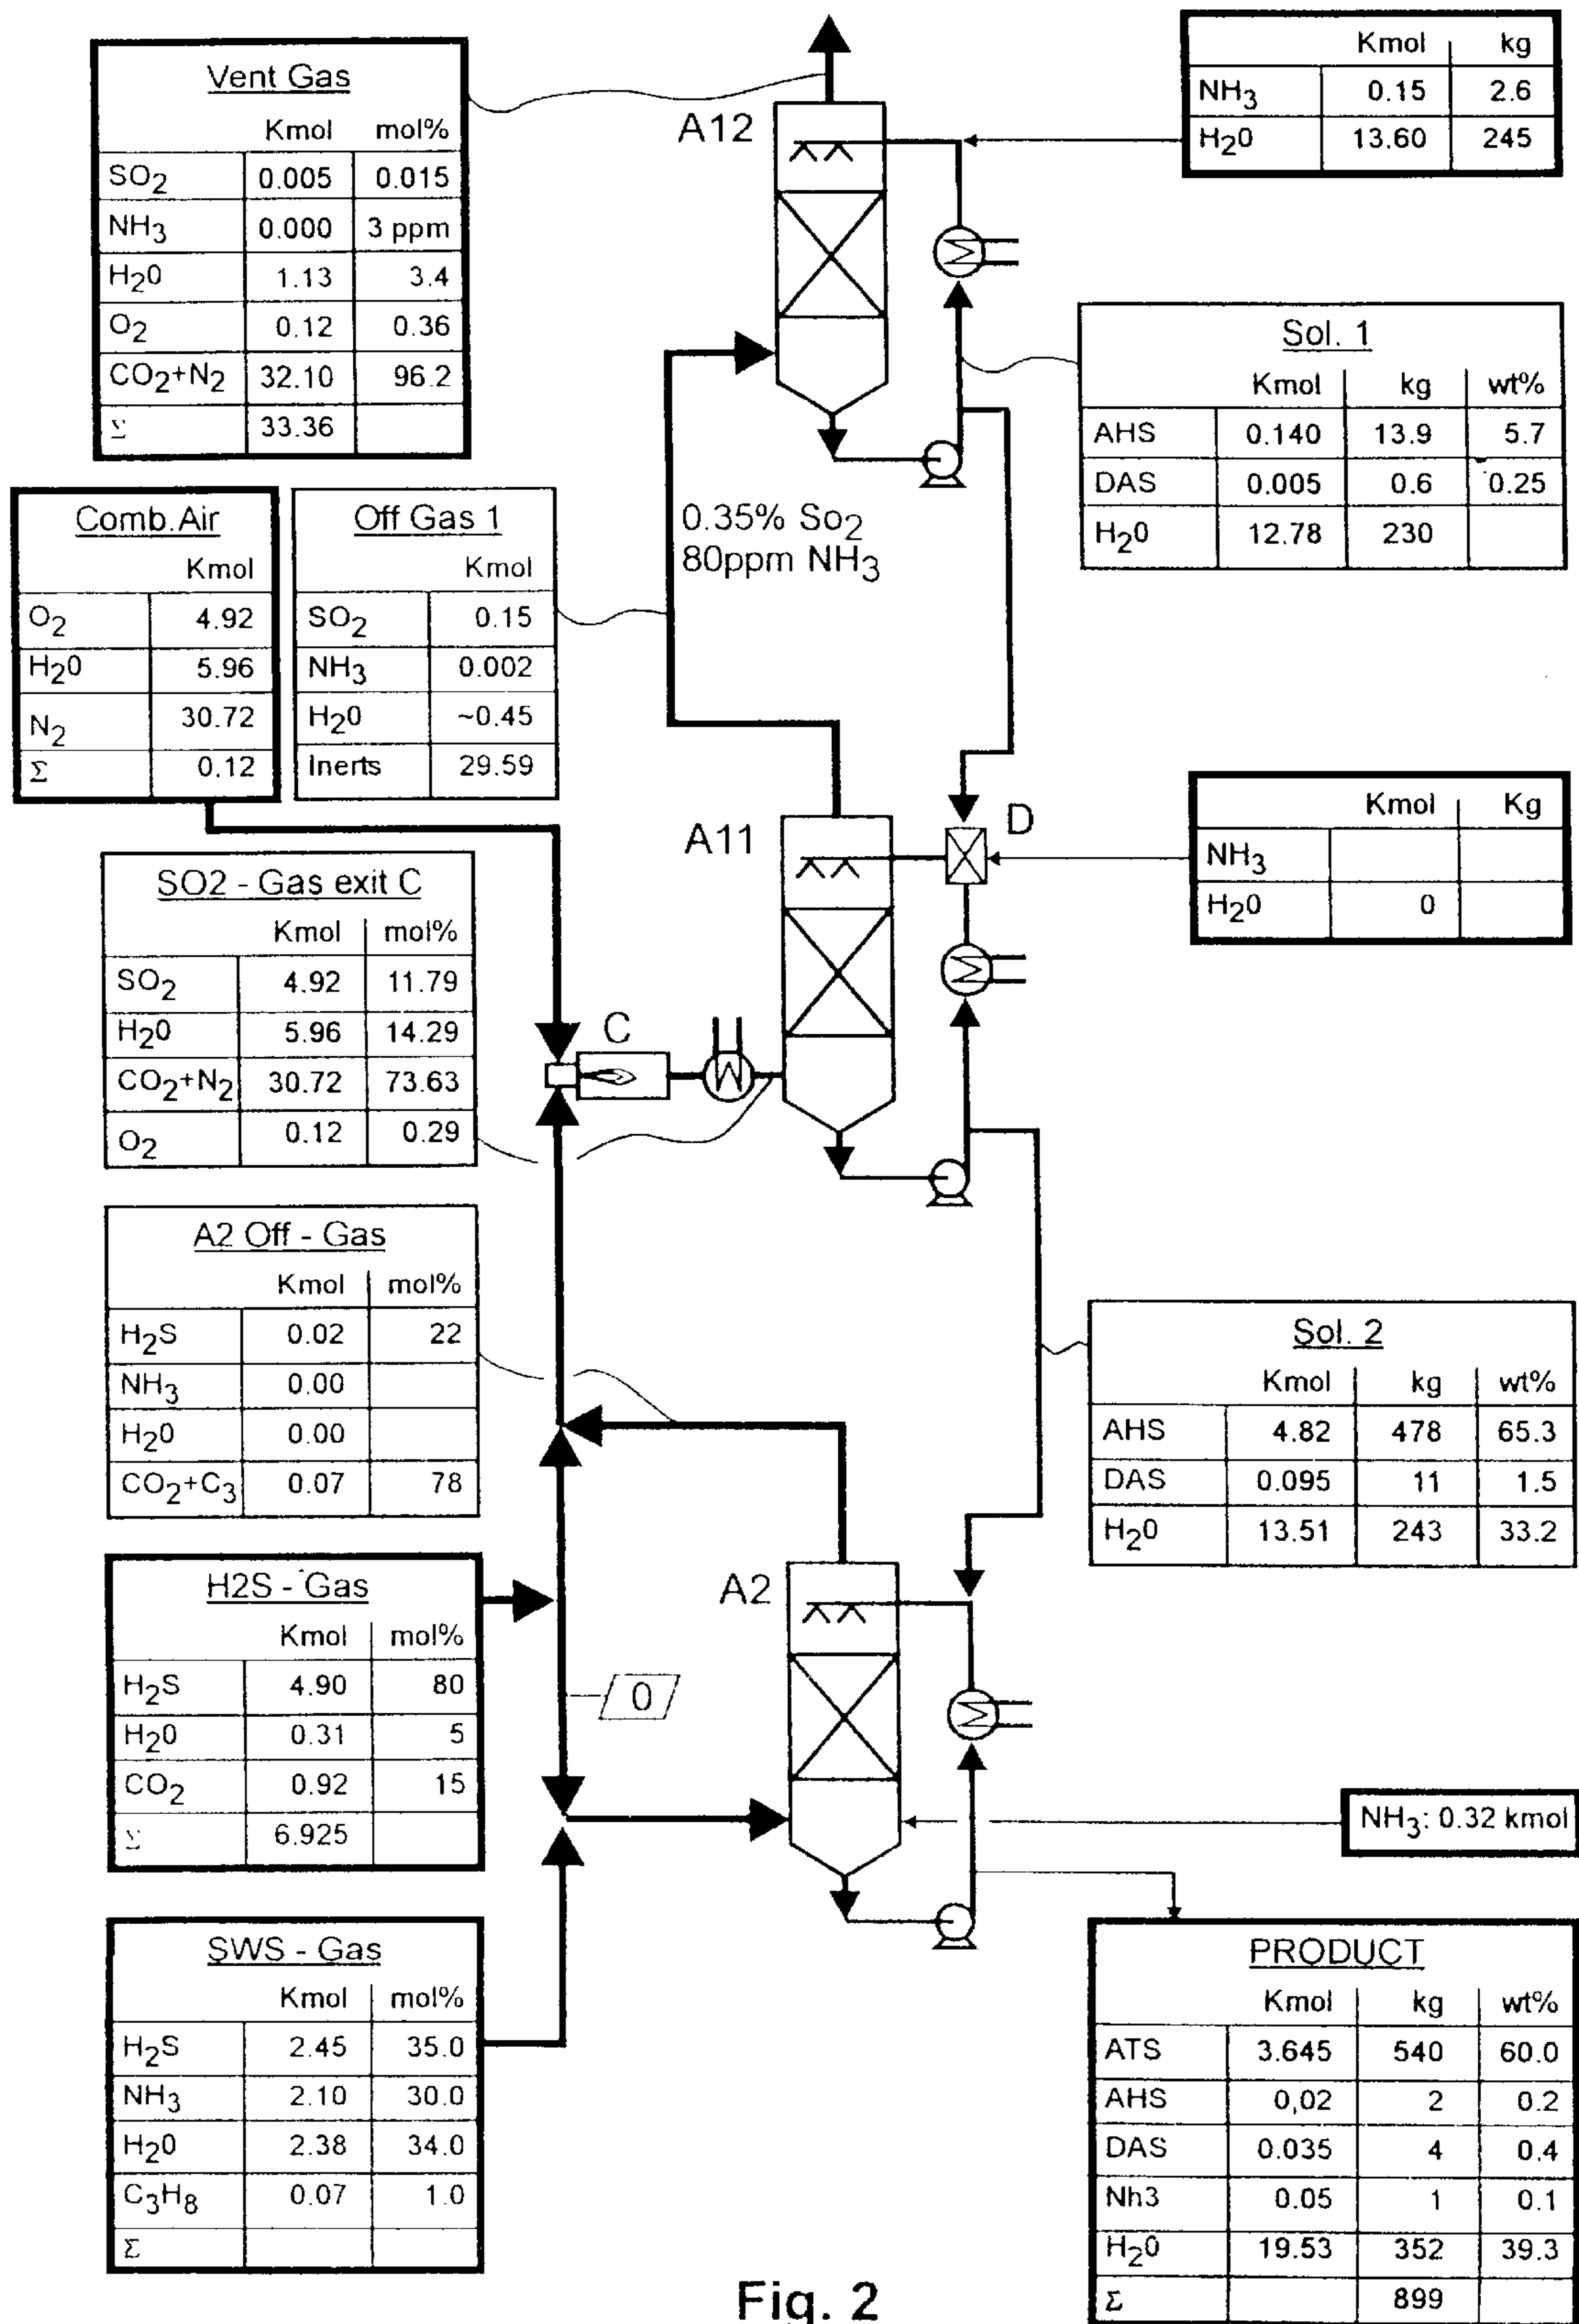 Vent Gas
Kmol mol%
SO2 0.005 0.015
NH3 0.000 3 ppm
H20 1.13 3.4
O2 0.12 0.36
CO2+N2 32.10 96.2
Σ 33.36
A12
Kmol kg
NH3 0.15 2.6
H20 13.60 245
Sol. 1
Kmol kg wt%
AHS 0.140 13.9 5.7
DAS 0.005 0.6 0.25
H20 12.78 230
Comb.Air
Kmol
O2 4.92
H20 5.96
N2 30.72
Σ 0.12
Off Gas 1
Kmol
SO2 0.15
NH3 0.002
H20 ~0.45
Inerts 29.59
0.35% So2
80ppm NH3
A11
D
Kmol Kg
NH3
H20 0
SO2 - Gas exit C
Kmol mol%
SO2 4.92 11.79
H20 5.96 14.29
CO2+N2 30.72 73.63
O2 0.12 0.29
C
A2 Off - Gas
Kmol mol%
H2S 0.02 22
NH3 0.00
H20 0.00
CO2+C3 0.07 78
Sol. 2
Kmol kg wt%
AHS 4.82 478 65.3
DAS 0.095 11 1.5
H20 13.51 243 33.2
H2S - Gas
Kmol mol%
H2S 4.90 80
H20 0.31 5
CO2 0.92 15
Σ 6.925
A2
0
NH3: 0.32 kmol
SWS - Gas
Kmol mol%
H2S 2.45 35.0
NH3 2.10 30.0
H20 2.38 34.0
C3H8 0.07 1.0
Σ
PRODUCT
Kmol kg wt%
ATS 3.645 540 60.0
AHS 0,02 2 0.2
DAS 0.035 4 0.4
Nh3 0.05 1 0.1
H20 19.53 352 39.3
Σ 899
Fig. 2